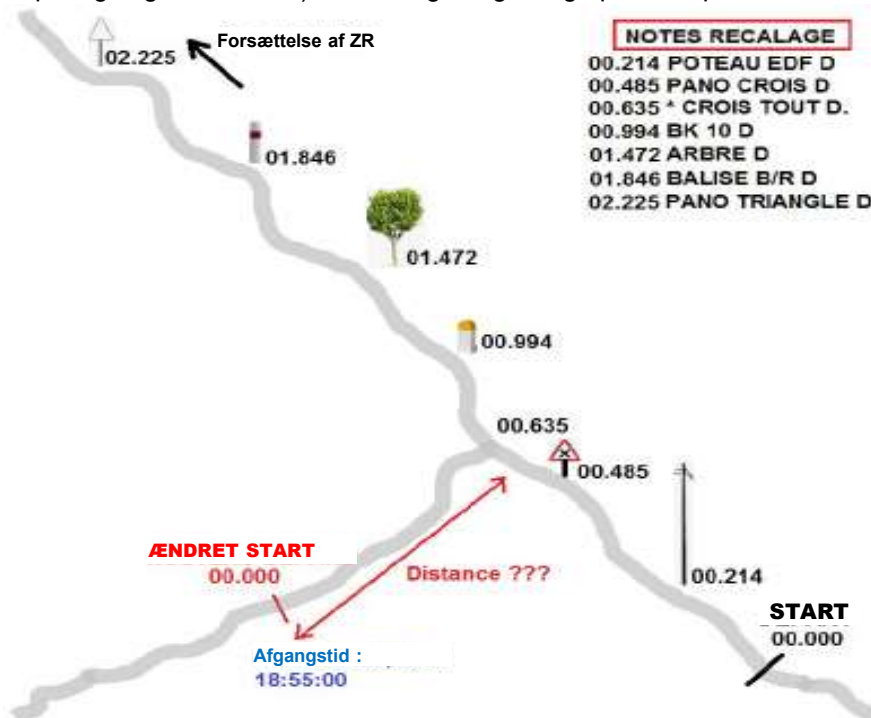 02.225
Forsættelse af ZR
NOTES RECALAGE
00.214 POTEAU EDF D
00.485 PANO CROIS D
00.635 * CROIS TOUT D.
00.994 BK 10 D
01.472 ARBRE D
01.846 BALISE B/R D
02.225 PANO TRIANGLE D
01.846
01.472
00.994
00.635
00.485
ÆNDRET START
00.000
Distance ???
00.214
START
00.000
Afgangstid :
18:55:00